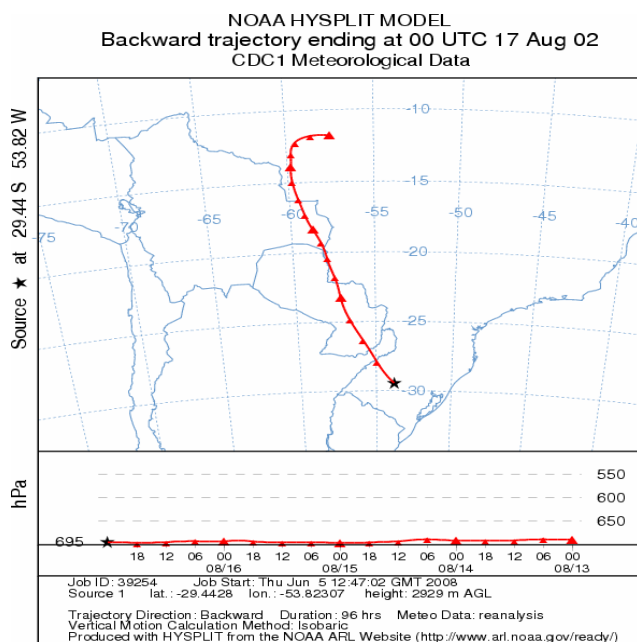 NOAA HYSPLIT MODEL
Backward trajectory ending at 00 UTC 17 Aug 02
CDC1 Meteorological Data
Source ★ at 29.44 S 53.82 W
-10
-15
-20
-25
-30
-75
-70
-65
-60
-55
-50
-45
-40
hPa
550
600
650
695
18 12 06 00 18 12 06 00 18 12 06 00 18 12 06 00
08/16 08/15 08/14 08/13
Job ID: 39254 Job Start: Thu Jun 5 12:47:02 GMT 2008
Source 1 lat.: -29.4428 lon.: -53.82307 height: 2929 m AGL
Trajectory Direction: Backward Duration: 96 hrs Meteo Data: reanalysis
Vertical Motion Calculation Method: Isobaric
Produced with HYSPLIT from the NOAA ARL Website (http://www.arl.noaa.gov/ready/)